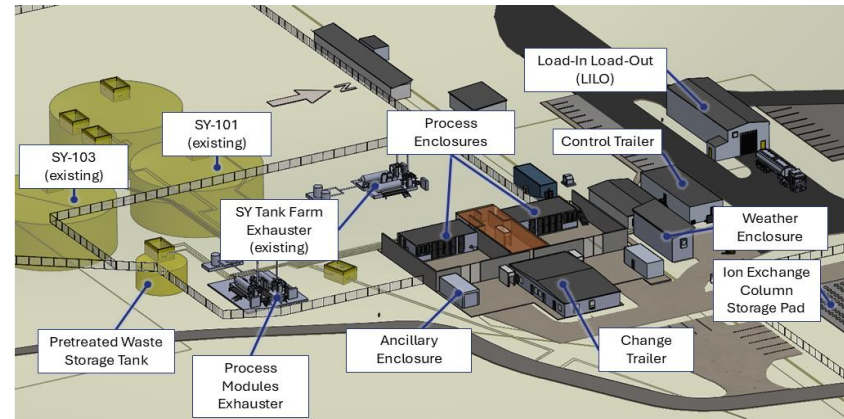 Load-In Load-Out
(LILO)
SY-101
(existing)
Process
Enclosures
Control Trailer
SY-103
(existing)
N
SY Tank Farm
Exhauster
(existing)
Weather
Enclosure
Ion Exchange
Column
Storage Pad
Pretreated Waste
Storage Tank
Process
Modules
Exhauster
Ancillary
Enclosure
Change
Trailer